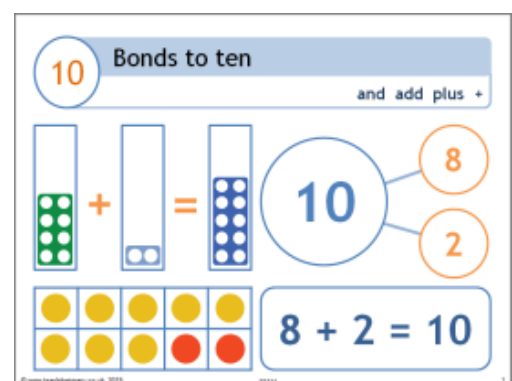 10
Bonds to ten
and add plus +
+ =
10
8
2
8 + 2 = 10